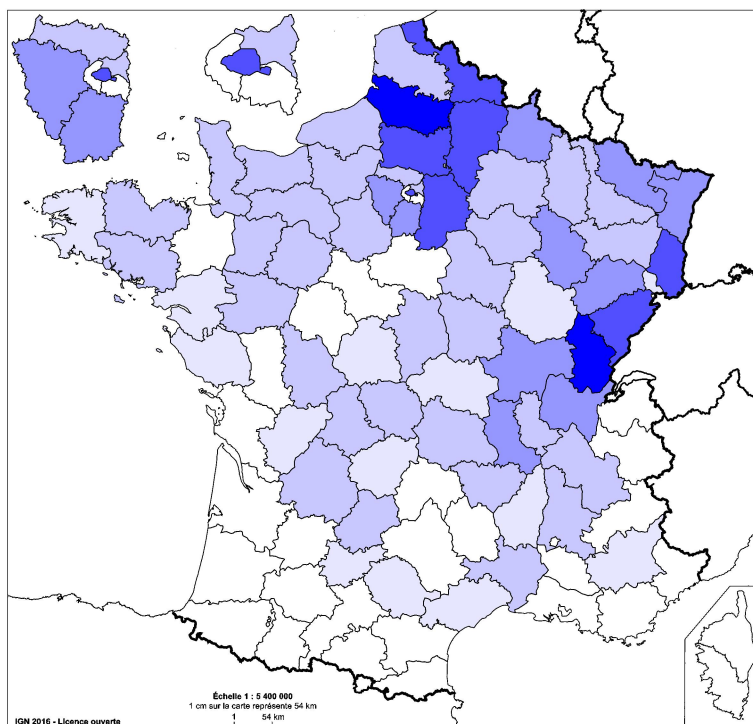 Échelle 1 : 5 400 000
1 cm sur la carte représente 54 km
1 54 km
IGN 2016 - Licence ouverte